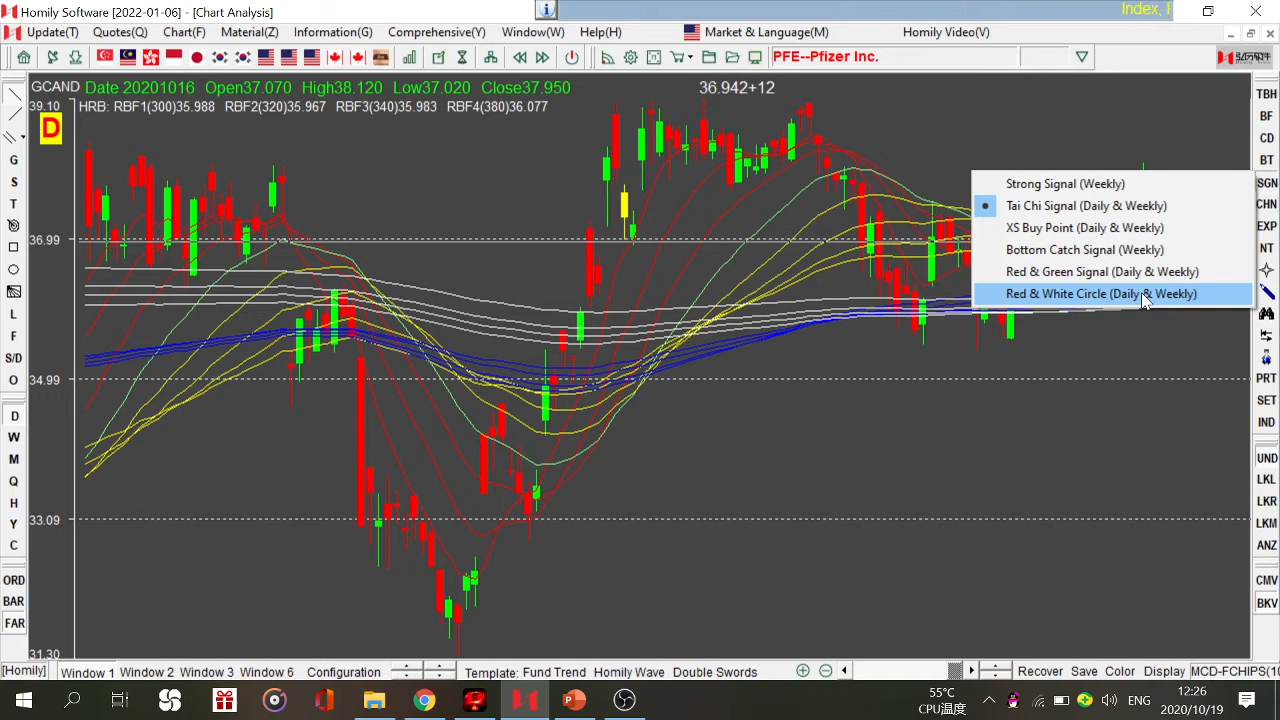 Homily Software [2022-01-06] - [Chart Analysis]
Index, F
Update(T) Quotes(Z) Chart(F) Material(Z) Information(G) Comprehensive(Y) Window(W) Help(H) Market & Language(M) Homily Video(V)
PFE--Pfizer Inc.
GCAND Date 20201016 Open37.070 High38.120 Low37.020 Close37.950 36.942+12
39.10 HRB: RBF1(300)35.988 RBF2(320)35.967 RBF3(340)35.983 RBF4(380)36.077
D
36.99
34.99
33.09
31.30
Strong Signal (Weekly)
Tai Chi Signal (Daily & Weekly)
XS Buy Point (Daily & Weekly)
Bottom Catch Signal (Weekly)
Red & Green Signal (Daily & Weekly)
Red & White Circle (Daily & Weekly)
G
S
T
L
F
S/D
O
D
W
M
Q
H
Y
C
ORD
BAR
FAR
TBH
BF
CD
BT
SGN
CHN
EXP
NT
PRT
SET
IND
UND
LKL
LKR
LKM
ANZ
CMV
BKV
[Homily] Window 1 Window 2 Window 3 Window 6 Configuration Template: Fund Trend Homily Wave Double Swords Recover Save Color Display MCD-FCHIPS(10
55°C
CPU温度
ENG
12:26
2020/10/19